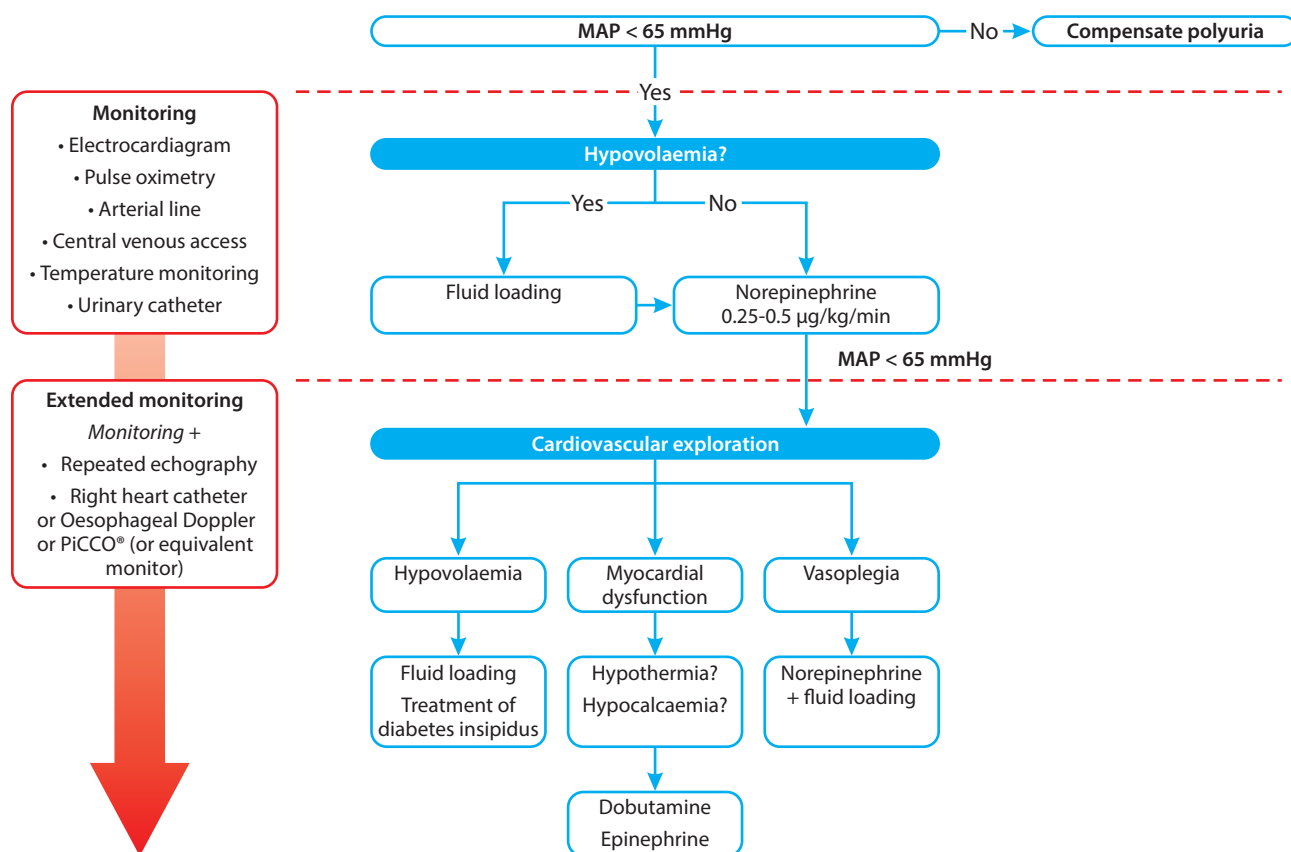 MAP < 65 mmHg
No
Compensate polyuria
Yes
Monitoring
• Electrocardiagram
• Pulse oximetry
• Arterial line
• Central venous access
• Temperature monitoring
• Urinary catheter
Hypovolaemia?
Yes
No
Fluid loading
Norepinephrine
0.25-0.5 µg/kg/min
MAP < 65 mmHg
Extended monitoring
Monitoring +
• Repeated echography
• Right heart catheter
or Oesophageal Doppler
or PiCCO® (or equivalent
monitor)
Cardiovascular exploration
Hypovolaemia
Myocardial
dysfunction
Vasoplegia
Fluid loading
Treatment of
diabetes insipidus
Hypothermia?
Hypocalcaemia?
Norepinephrine
+ fluid loading
Dobutamine
Epinephrine